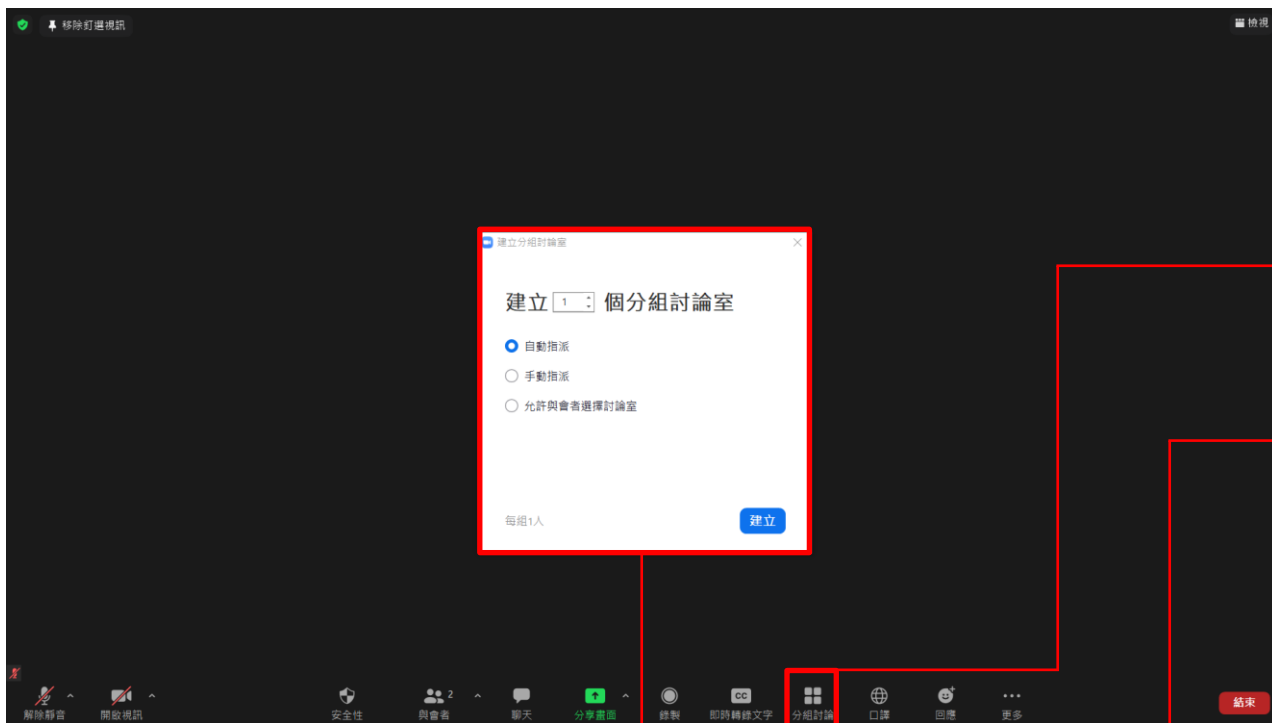 移除釘選視訊
檢視
建立分組討論室
建立 1 個分組討論室
自動指派
手動指派
允許與會者選擇討論室
每組1人
建立
解除靜音
開啟視訊
安全性
2
與會者
聊天
分享畫面
錄製
CC
即時轉錄文字
分組討論
口譯
回應
更多
結束